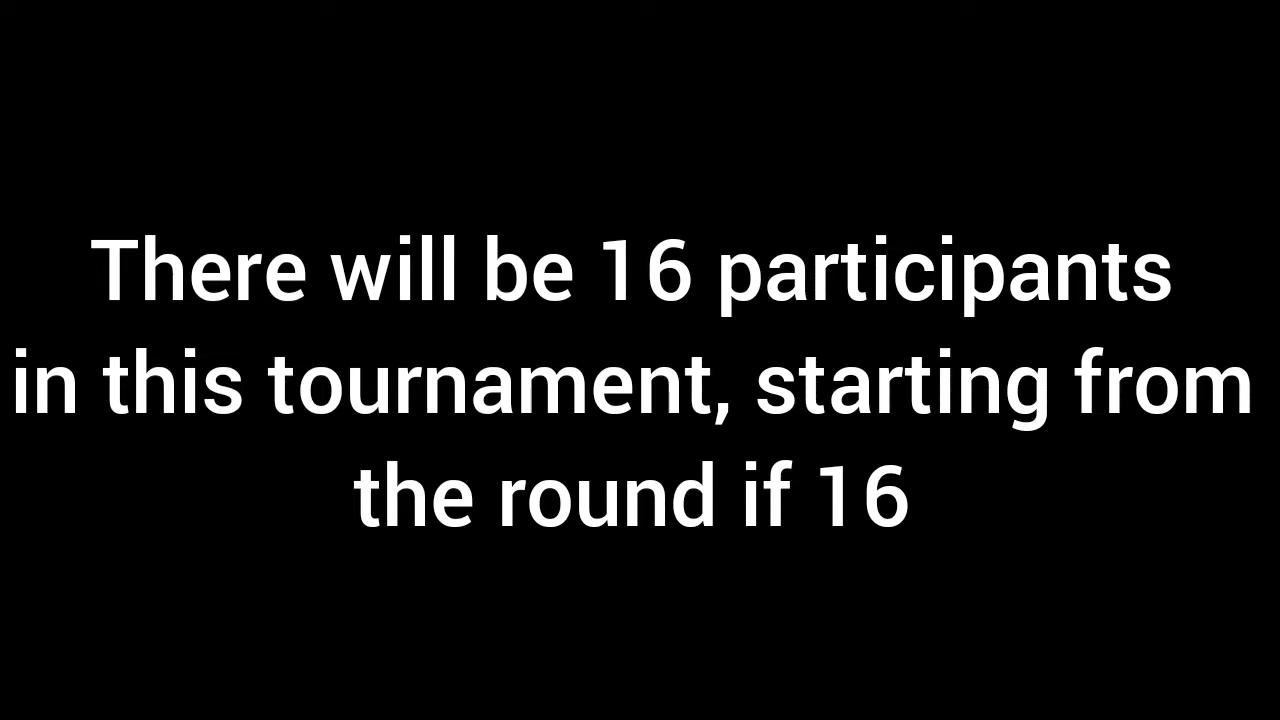 There will be 16 participants
in this tournament, starting from
the round if 16